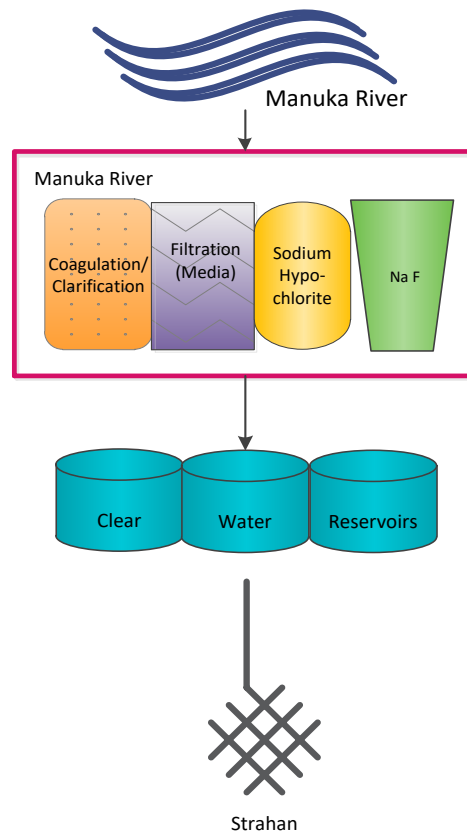 Manuka River
Manuka River
Coagulation/
Clarification
Filtration
(Media)
Sodium
Hypo-
chlorite
Na F
Clear
Water
Reservoirs
Strahan